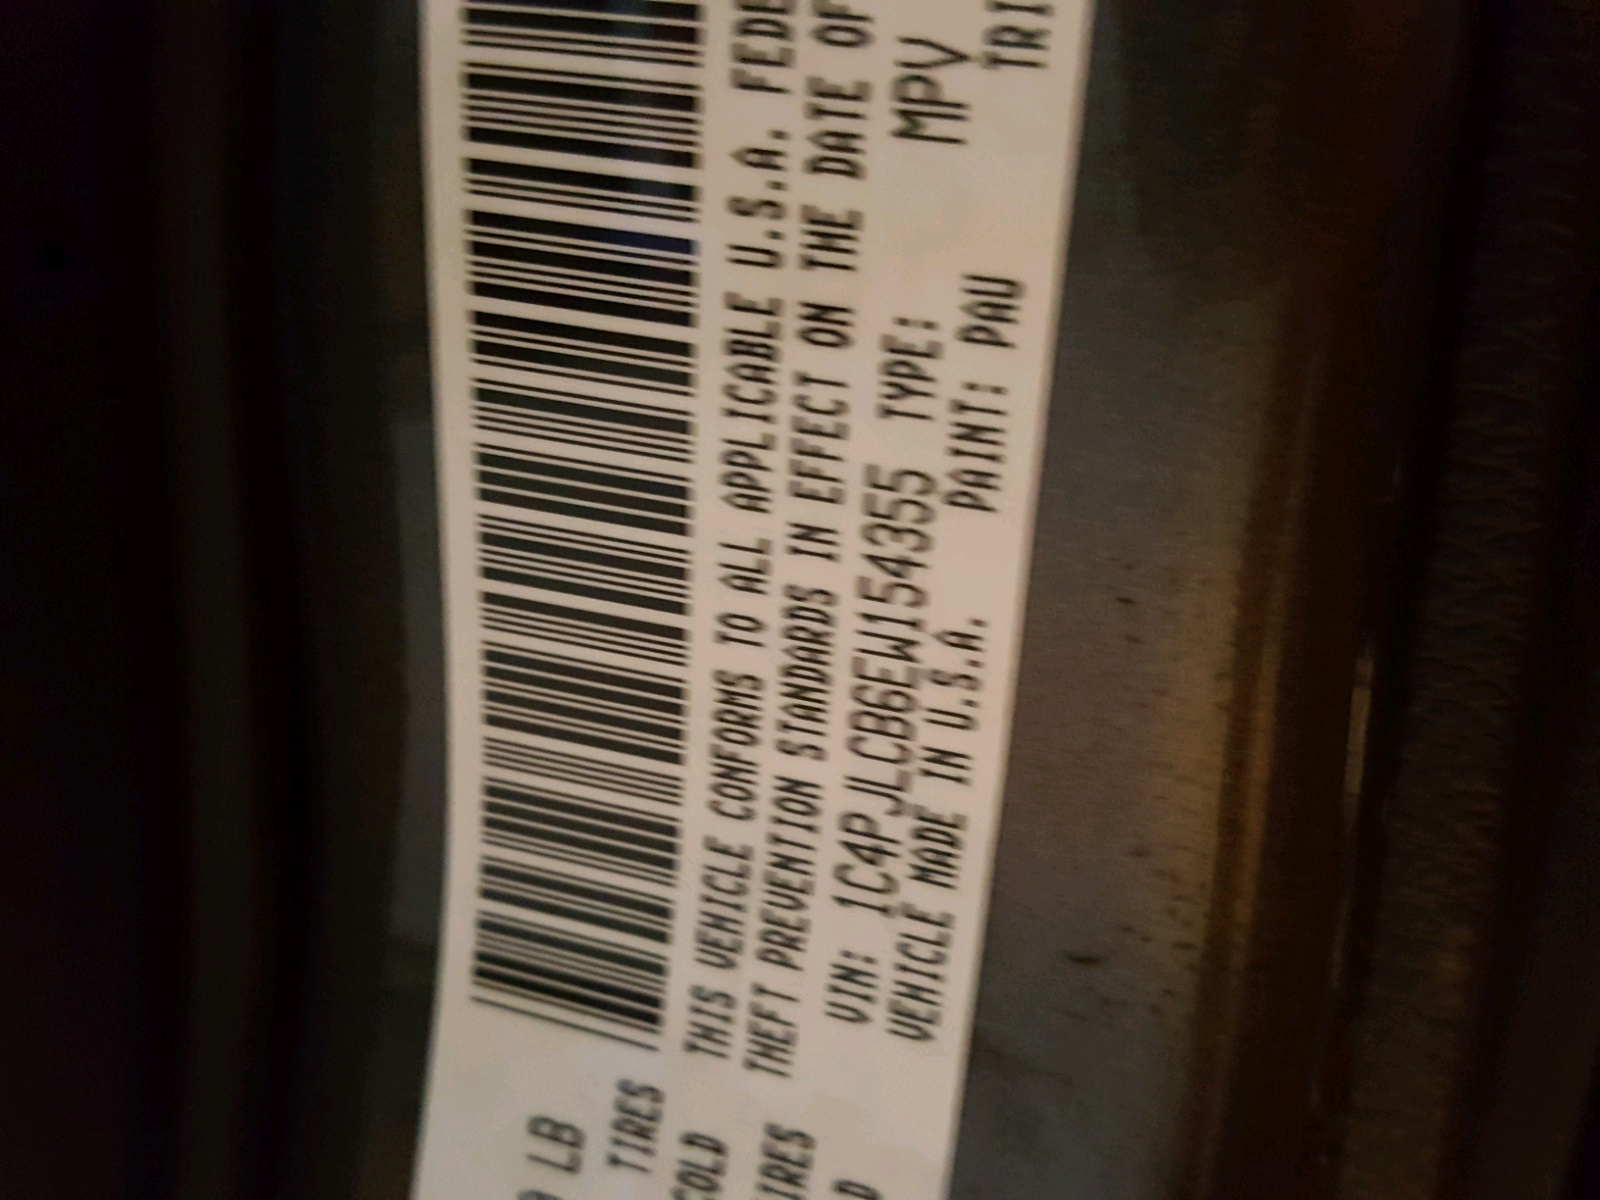 LB
TIRES
COLD
THIS VEHICLE CONFORMS TO ALL APPLICABLE U.S.A. FEDE
THEFT PREVENTION STANDARDS IN EFFECT ON THE DATE OF
VIN: 1C4PJLCB6EW154355 TYPE: MPV
VEHICLE MADE IN U.S.A. PAINT: PAU TRI